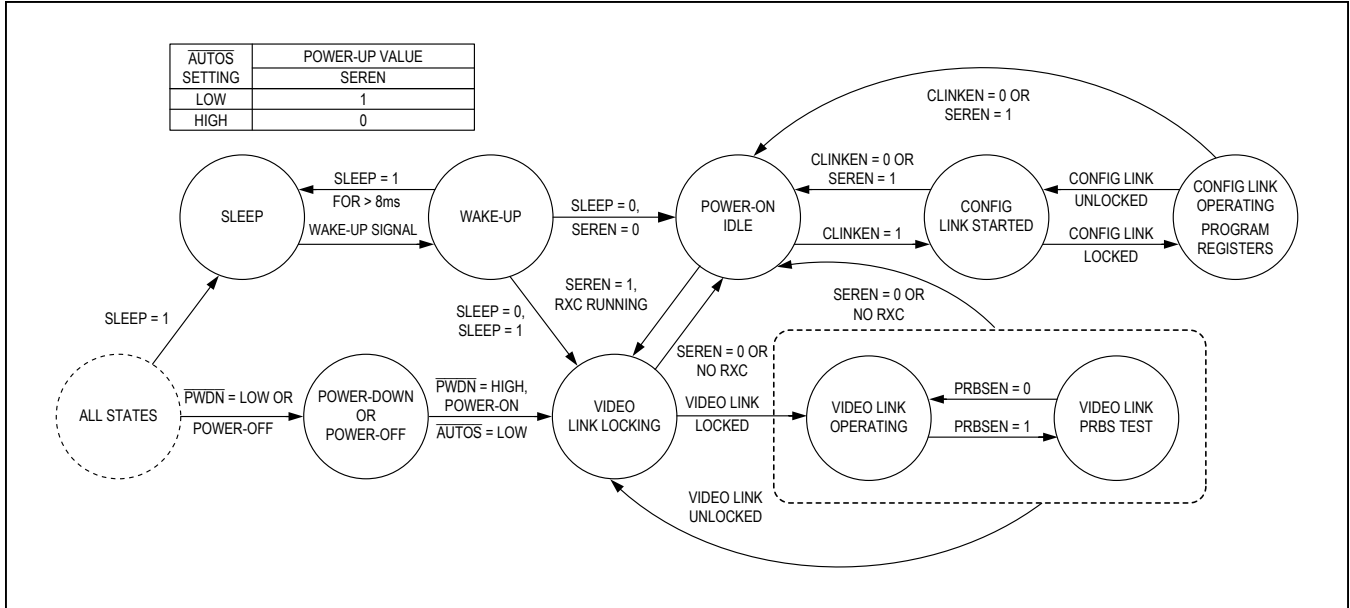 AUTOS
SETTING
POWER-UP VALUE
SEREN
LOW
1
HIGH
0
CLINKEN = 0 OR
SEREN = 1
SLEEP
SLEEP = 1
FOR > 8ms
WAKE-UP SIGNAL
WAKE-UP
SLEEP = 0,
SEREN = 0
POWER-ON
IDLE
CLINKEN = 0 OR
SEREN = 1
CLINKEN = 1
CONFIG
LINK STARTED
CONFIG LINK
UNLOCKED
CONFIG LINK
LOCKED
CONFIG LINK
OPERATING
PROGRAM
REGISTERS
SLEEP = 1
SLEEP = 0,
SLEEP = 1
SEREN = 1,
RXC RUNNING
SEREN = 0 OR
NO RXC
SEREN = 0 OR
NO RXC
ALL STATES
PWDN = LOW OR
POWER-OFF
POWER-DOWN
OR
POWER-OFF
PWDN = HIGH,
POWER-ON
AUTOS = LOW
VIDEO
LINK LOCKING
VIDEO LINK
LOCKED
VIDEO LINK
OPERATING
PRBSEN = 0
PRBSEN = 1
VIDEO LINK
PRBS TEST
VIDEO LINK
UNLOCKED